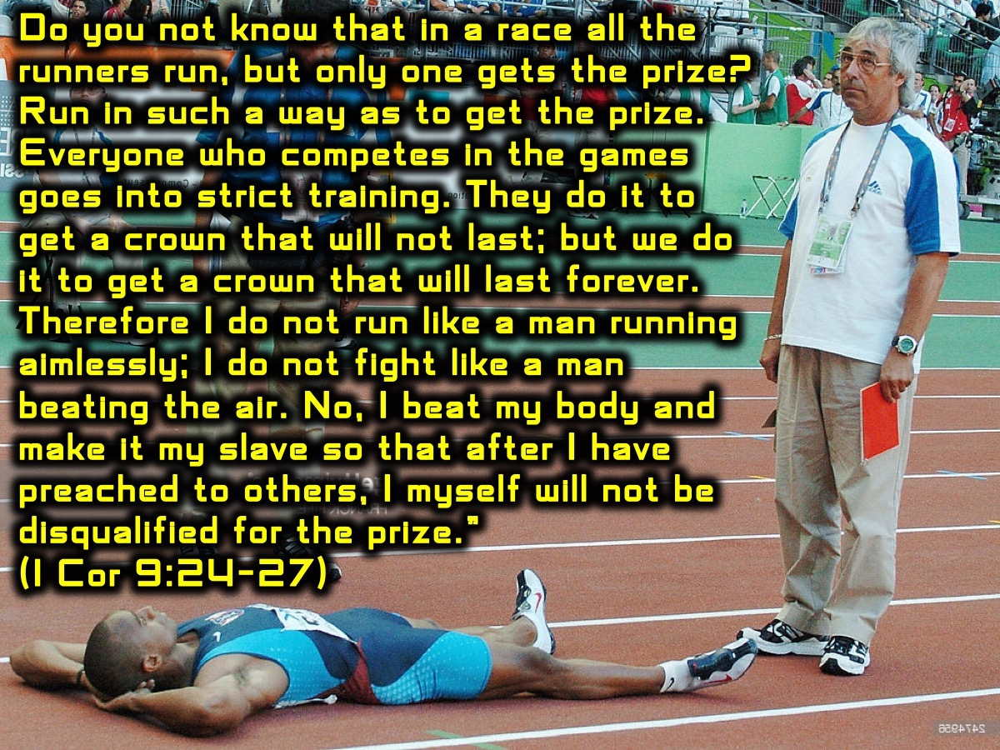 Do you not know that in a race all the
runners run, but only one gets the prize?
Run in such a way as to get the prize.
Everyone who competes in the games
goes into strict training. They do it to
get a crown that will not last; but we do
it to get a crown that will last forever.
Therefore I do not run like a man running
aimlessly; I do not fight like a man
beating the air. No, I beat my body and
make it my slave so that after I have
preached to others, I myself will not be
disqualified for the prize."
(1 Cor 9:24-27)
2474956